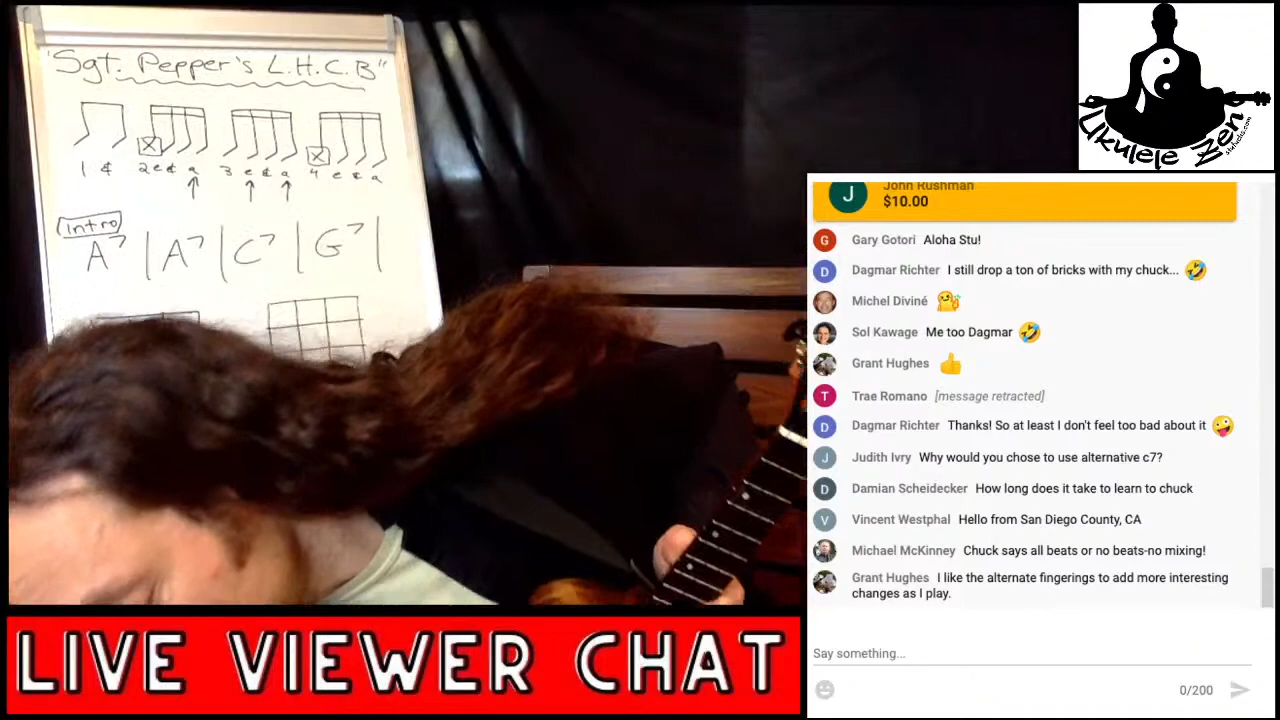 "Sgt. Pepper's L.H.C.B"
1 & 2 e & a 3 e & a 4 e & a
Intro
A7 | A7 | C7 | G7 |
Ukulele Zen
stufuchs.com
John Rushman
J
$10.00
G Gary Gotori Aloha Stu!
D Dagmar Richter I still drop a ton of bricks with my chuck... 🤣
Michel Diviné
Sol Kawage Me too Dagmar 🤣
Grant Hughes 👍
T Trae Romano [message retracted]
D Dagmar Richter Thanks! So at least I don't feel too bad about it 🤪
J Judith Ivry Why would you chose to use alternative c7?
D Damian Scheidecker How long does it take to learn to chuck
V Vincent Westphal Hello from San Diego County, CA
Michael McKinney Chuck says all beats or no beats-no mixing!
Grant Hughes I like the alternate fingerings to add more interesting
changes as I play.
Say something...
0/200
LIVE VIEWER CHAT